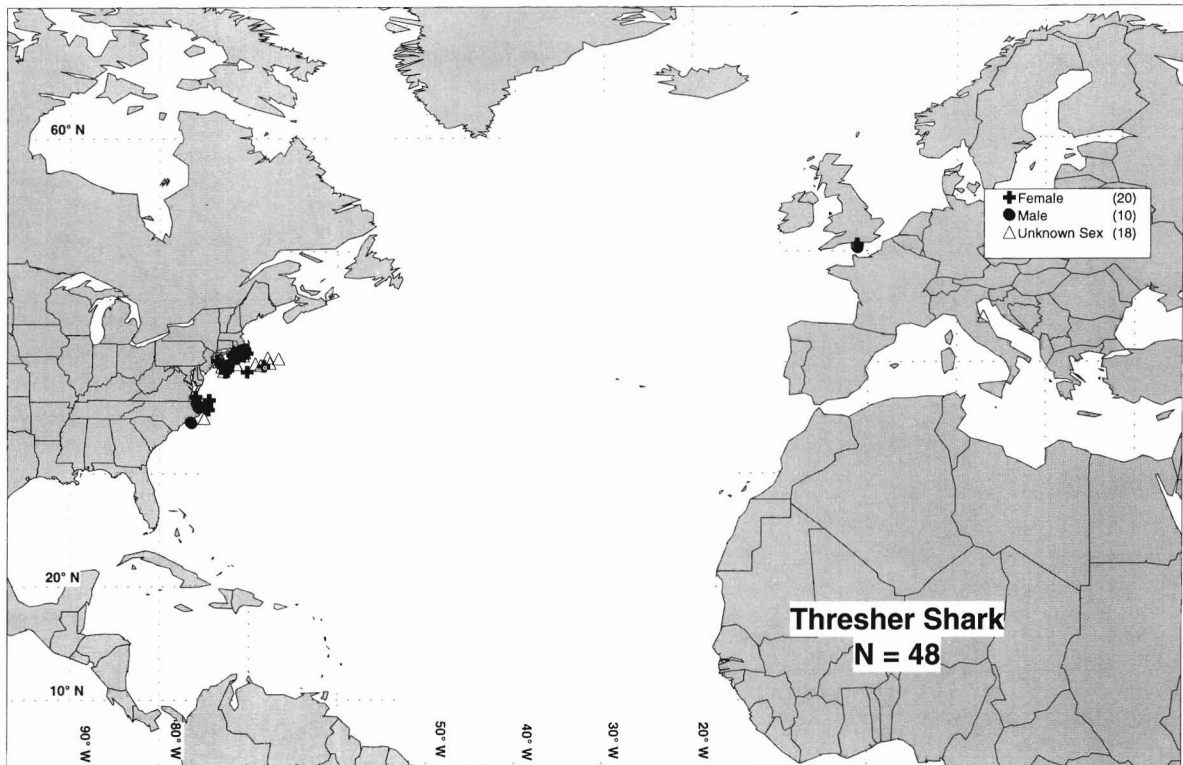 60° N
✚ Female (20)
● Male (10)
△ Unknown Sex (18)
20° N
Thresher Shark
N = 48
10° N
90° W
80° W
50° W
40° W
30° W
20° W